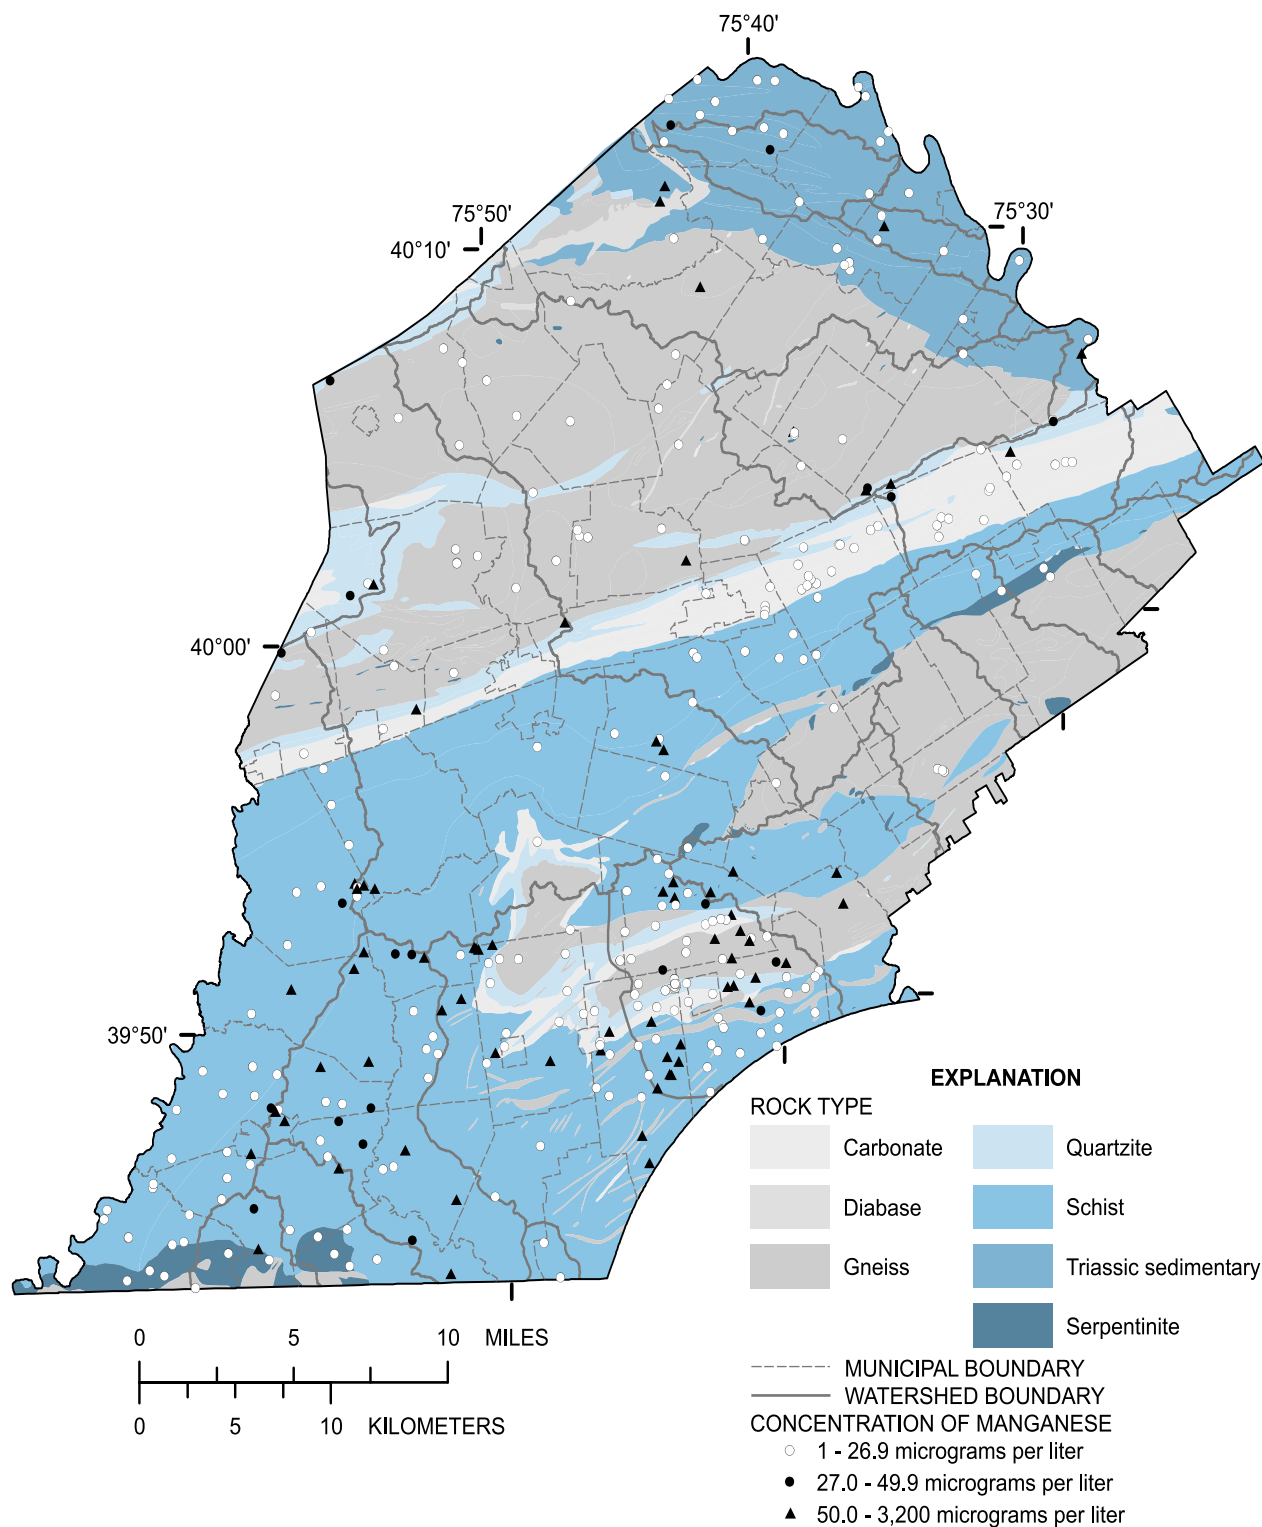 75°40'
75°50'
75°30'
40°10'
40°00'
39°50'
EXPLANATION
ROCK TYPE
Carbonate
Quartzite
Diabase
Schist
Gneiss
Triassic sedimentary
Serpentinite
0 5 10 MILES
0 5 10 KILOMETERS
MUNICIPAL BOUNDARY
WATERSHED BOUNDARY
CONCENTRATION OF MANGANESE
1 - 26.9 micrograms per liter
27.0 - 49.9 micrograms per liter
50.0 - 3,200 micrograms per liter